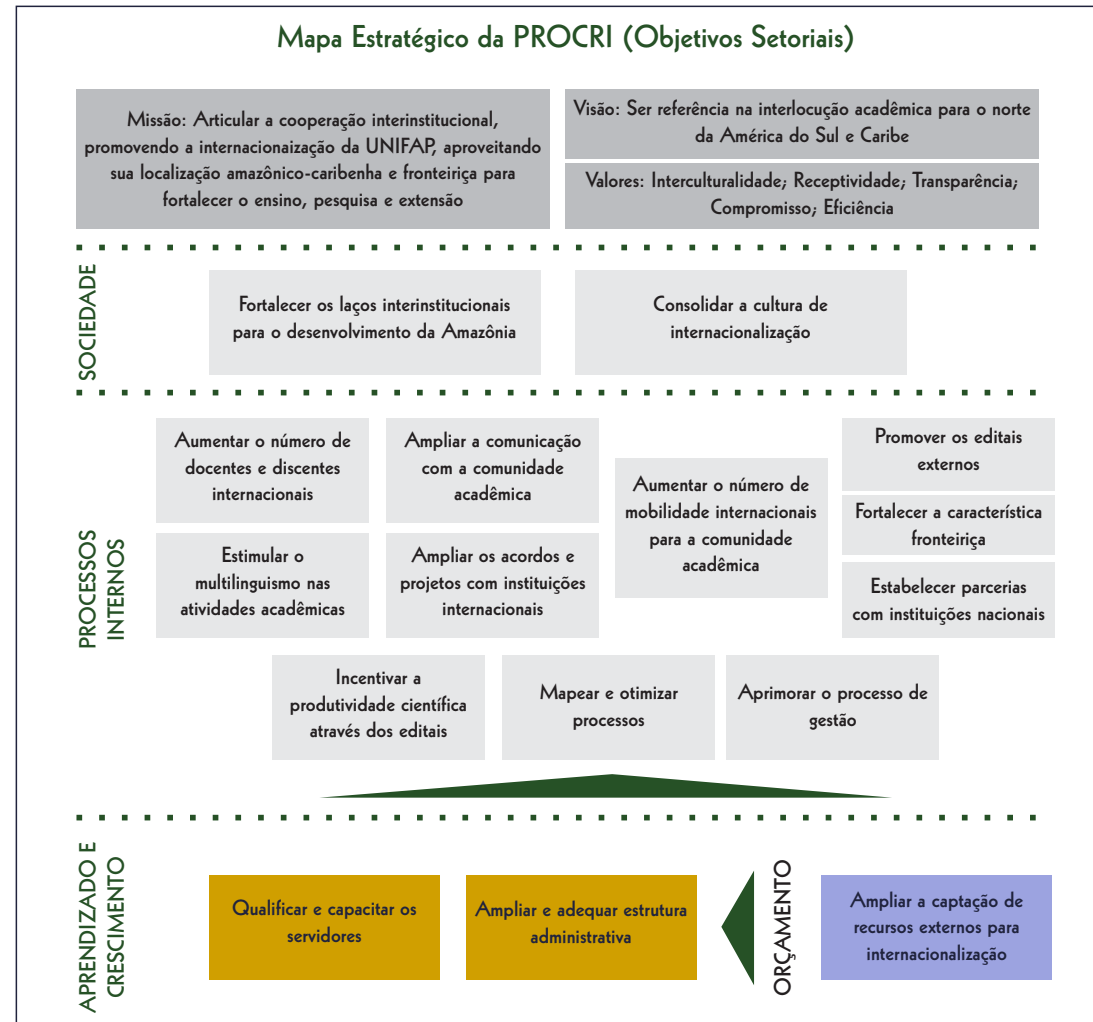 Mapa Estratégico da PROCRI (Objetivos Setoriais)
Missão: Articular a cooperação interinstitucional,
promovendo a internacionaização da UNIFAP, aproveitando
sua localização amazônico-caribenha e fronteiriça para
fortalecer o ensino, pesquisa e extensão
Visão: Ser referência na interlocução acadêmica para o norte
da América do Sul e Caribe
Valores: Interculturalidade; Receptividade; Transparência;
Compromisso; Eficiência
SOCIEDADE
Fortalecer os laços interinstitucionais
para o desenvolvimento da Amazônia
Consolidar a cultura de
internacionalização
PROCESSOS
INTERNOS
Aumentar o número de
docentes e discentes
internacionais
Ampliar a comunicação
com a comunidade
acadêmica
Aumentar o número de
mobilidade internacionais
para a comunidade
acadêmica
Promover os editais
externos
Fortalecer a característica
fronteiriça
Estimular o
multilinguismo nas
atividades acadêmicas
Ampliar os acordos e
projetos com instituições
internacionais
Estabelecer parcerias
com instituições nacionais
Incentivar a
produtividade científica
através dos editais
Mapear e otimizar
processos
Aprimorar o processo de
gestão
APRENDIZADO E
CRESCIMENTO
Qualificar e capacitar os
servidores
Ampliar e adequar estrutura
administrativa
ORÇAMENTO
Ampliar a captação de
recursos externos para
internacionalização